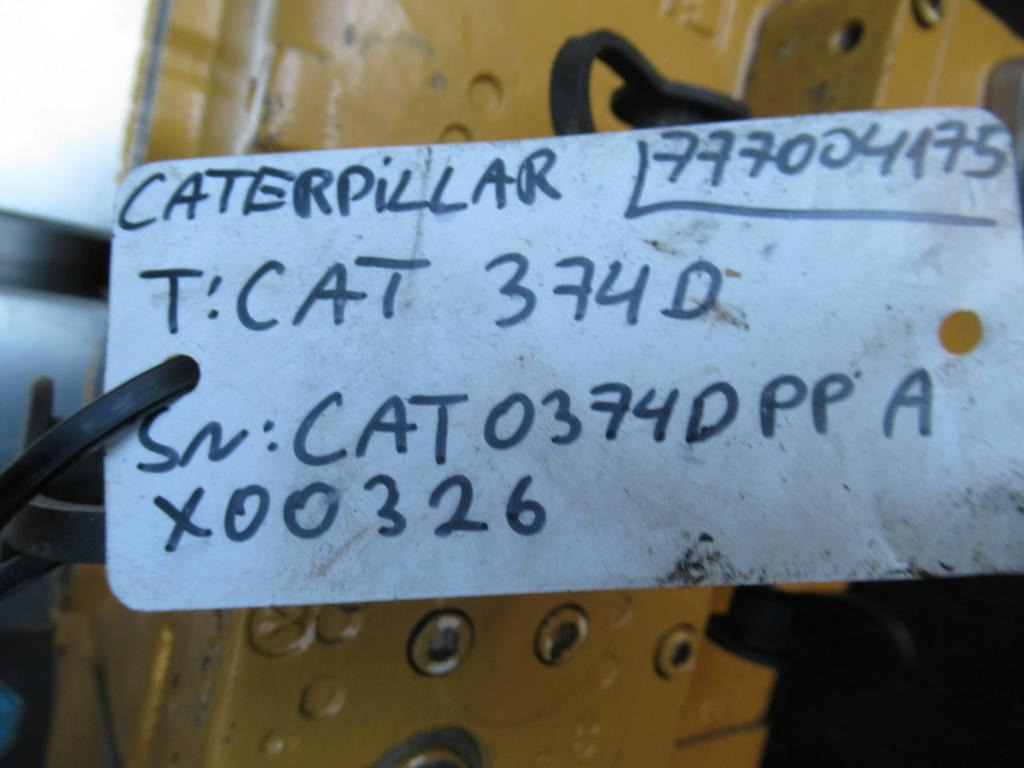 CATERPiLLAR 777004175
T:CAT 374D
SN:CAT0374DPPA
X00326